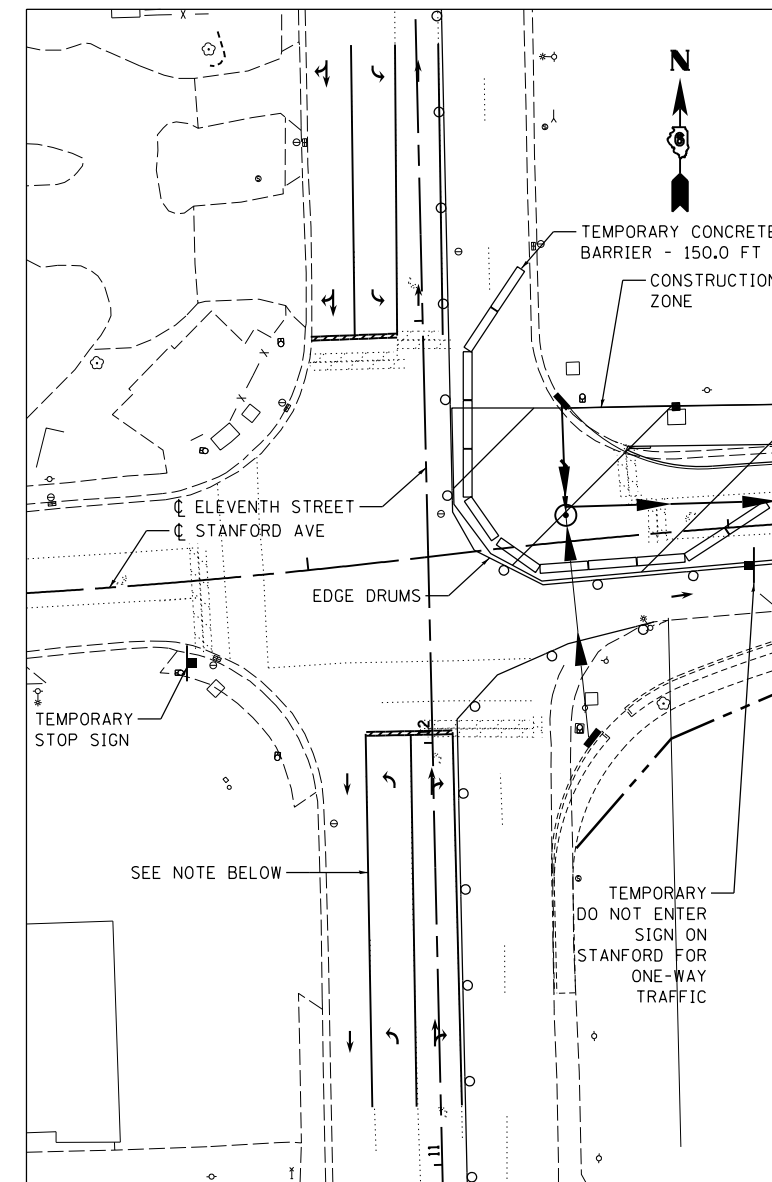 N
6
TEMPORARY CONCRETE
BARRIER - 150.0 FT
CONSTRUCTION
ZONE
℄ ELEVENTH STREET
℄ STANFORD AVE
EDGE DRUMS
TEMPORARY
STOP SIGN
12
SEE NOTE BELOW
TEMPORARY
DO NOT ENTER
SIGN ON
STANFORD FOR
ONE-WAY
TRAFFIC
11